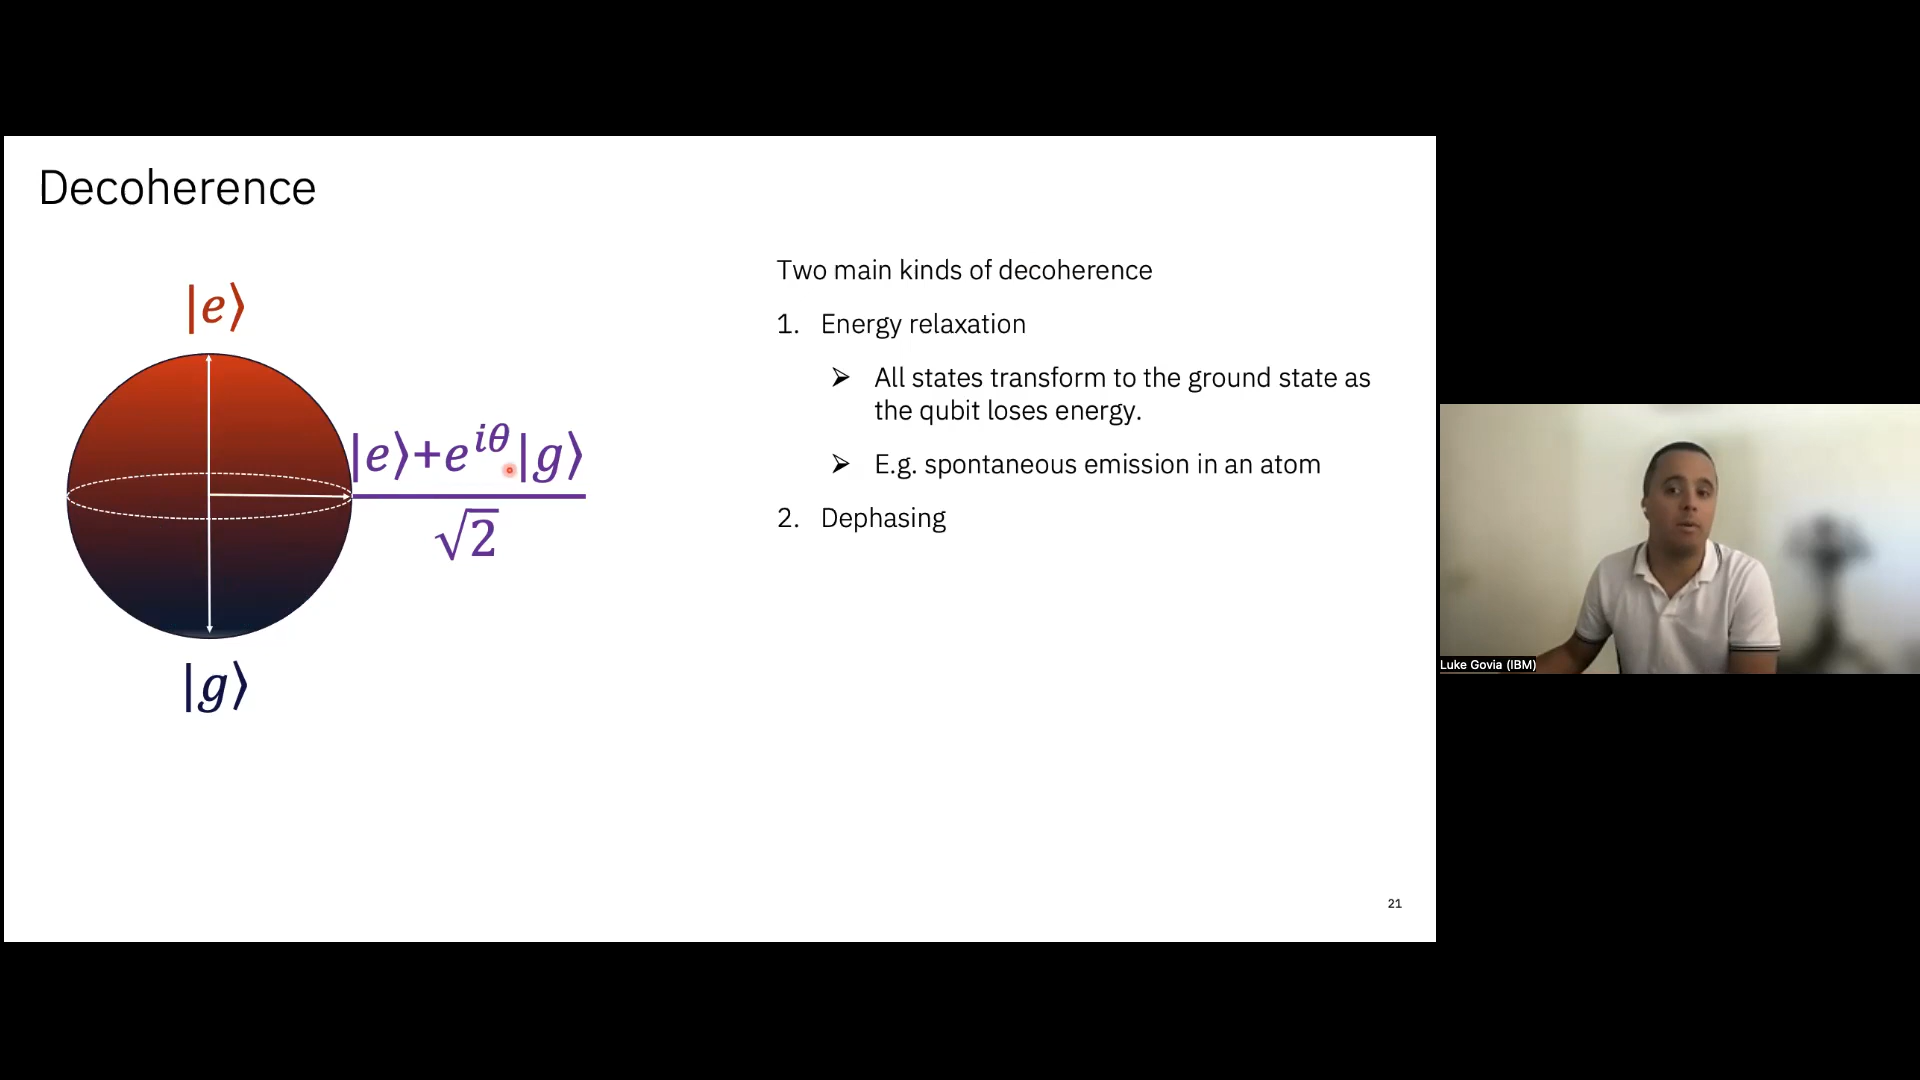 Decoherence
|e⟩
|e⟩+e^{iθ}|g⟩
√2
|g⟩
Two main kinds of decoherence
1. Energy relaxation
➢ All states transform to the ground state as
the qubit loses energy.
➢ E.g. spontaneous emission in an atom
2. Dephasing
21
Luke Govia (IBM)